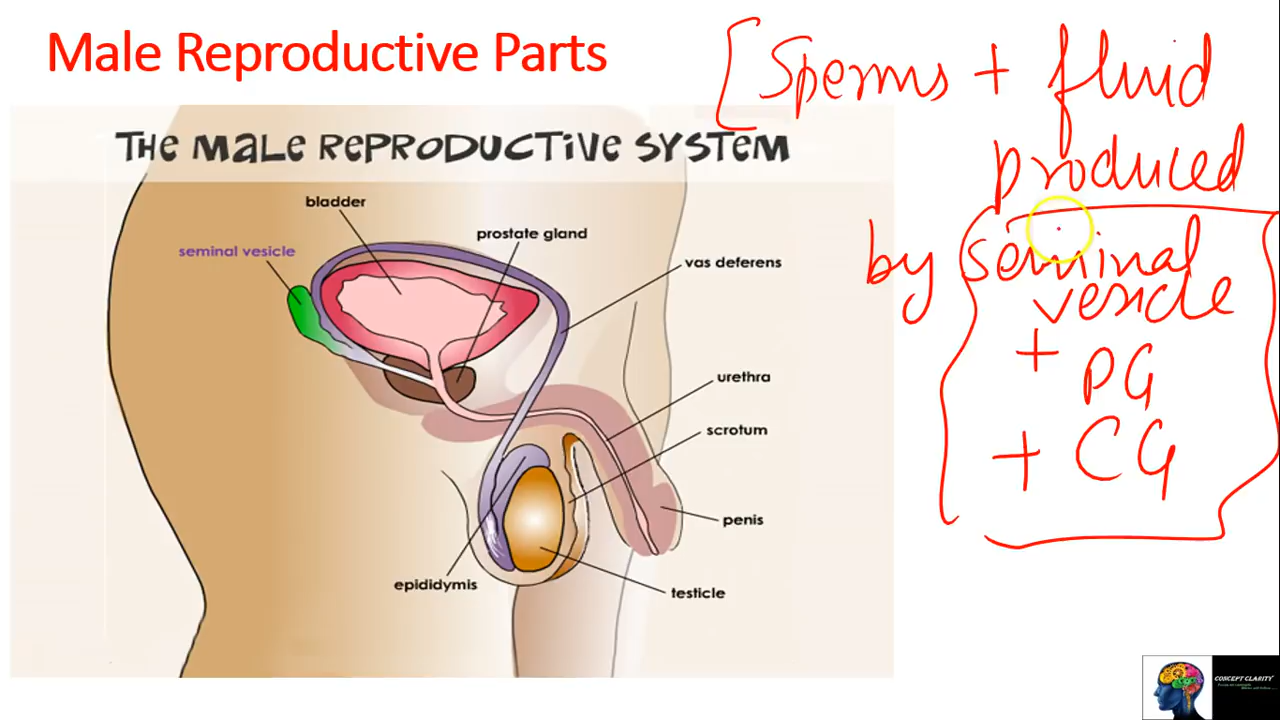 Male Reproductive Parts
[Sperms + fluid
produced
by seminal
vesicle
+ PG
+ CG
THE MALE REPRODUCTIVE SYSTEM
bladder
prostate gland
seminal vesicle
vas deferens
urethra
scrotum
penis
epididymis
testicle
CONCEPT CLARITY